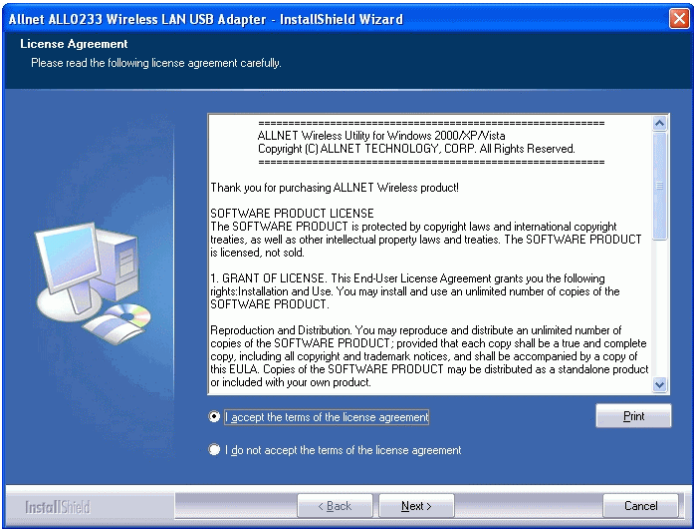 Allnet ALL0233 Wireless LAN USB Adapter - InstallShield Wizard
License Agreement
Please read the following license agreement carefully.
============================================================
ALLNET Wireless Utility for Windows 2000/XP/Vista
Copyright (C) ALLNET TECHNOLOGY, CORP. All Rights Reserved.
============================================================
Thank you for purchasing ALLNET Wireless product!
SOFTWARE PRODUCT LICENSE
The SOFTWARE PRODUCT is protected by copyright laws and international copyright
treaties, as well as other intellectual property laws and treaties. The SOFTWARE PRODUCT
is licensed, not sold.
1. GRANT OF LICENSE. This End-User License Agreement grants you the following
rights:Installation and Use. You may install and use an unlimited number of copies of the
SOFTWARE PRODUCT.
Reproduction and Distribution. You may reproduce and distribute an unlimited number of
copies of the SOFTWARE PRODUCT; provided that each copy shall be a true and complete
copy, including all copyright and trademark notices, and shall be accompanied by a copy of
this EULA. Copies of the SOFTWARE PRODUCT may be distributed as a standalone product
or included with your own product.
I accept the terms of the license agreement
Print
I do not accept the terms of the license agreement
InstallShield
< Back
Next >
Cancel